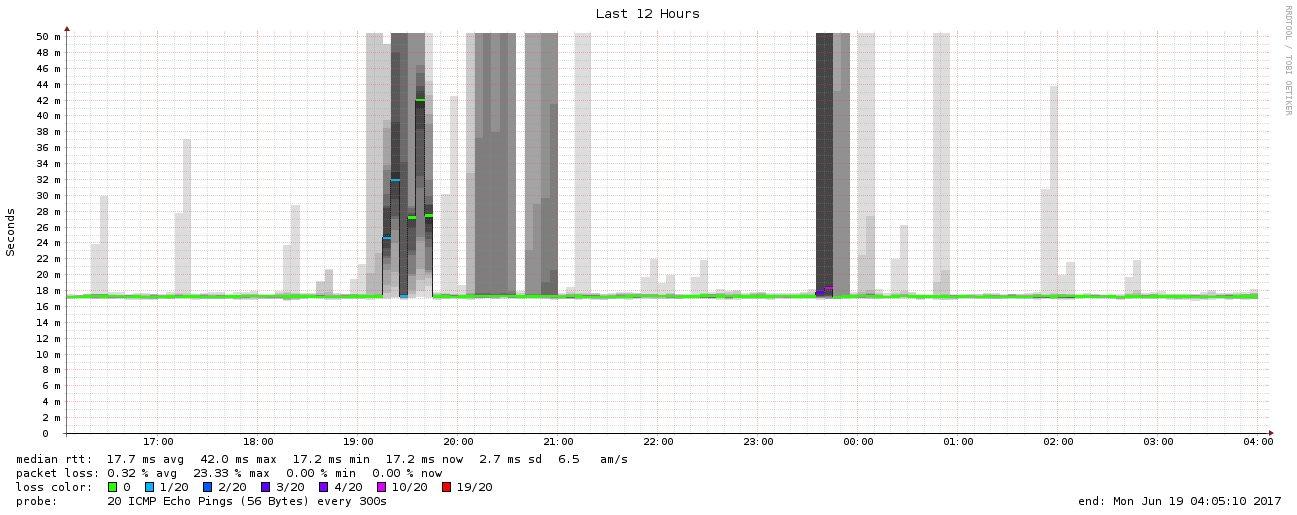 Last 12 Hours
RRDTOOL / TOBI OETIKER
Seconds
50 m
48 m
46 m
44 m
42 m
40 m
38 m
36 m
34 m
32 m
30 m
28 m
26 m
24 m
22 m
20 m
18 m
16 m
14 m
12 m
10 m
8 m
6 m
4 m
2 m
0
17:00 18:00 19:00 20:00 21:00 22:00 23:00 00:00 01:00 02:00 03:00 04:00
median rtt: 17.7 ms avg 42.0 ms max 17.2 ms min 17.2 ms now 2.7 ms sd 6.5 am/s
packet loss: 0.32 % avg 23.33 % max 0.00 % min 0.00 % now
loss color: 0 1/20 2/20 3/20 4/20 10/20 19/20
probe: 20 ICMP Echo Pings (56 Bytes) every 300s end: Mon Jun 19 04:05:10 2017